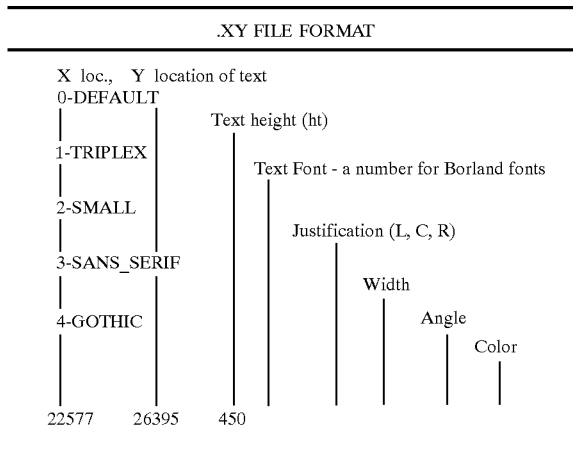 .XY FILE FORMAT
X loc., Y location of text
0-DEFAULT
Text height (ht)
1-TRIPLEX
Text Font - a number for Borland fonts
2-SMALL
Justification (L, C, R)
3-SANS_SERIF
Width
4-GOTHIC
Angle
Color
22577 26395 450